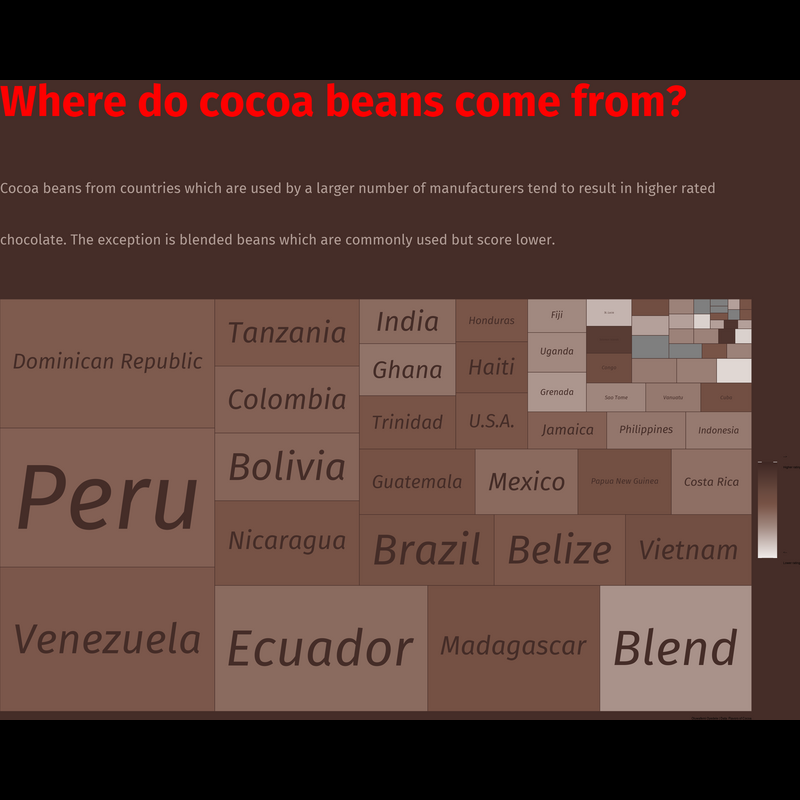 Where do cocoa beans come from?
Cocoa beans from countries which are used by a larger number of manufacturers tend to result in higher rated
chocolate. The exception is blended beans which are commonly used but score lower.
Dominican Republic
Peru
Venezuela
Tanzania
Colombia
Bolivia
Nicaragua
Ecuador
Madagascar
Blend
India
Ghana
Trinidad
Honduras
Haiti
U.S.A.
Guatemala
Mexico
Papua New Guinea
Costa Rica
Brazil
Belize
Vietnam
Fiji
Uganda
Grenada
Jamaica
Philippines
Indonesia
Sao Tome
Vanuatu
Cuba